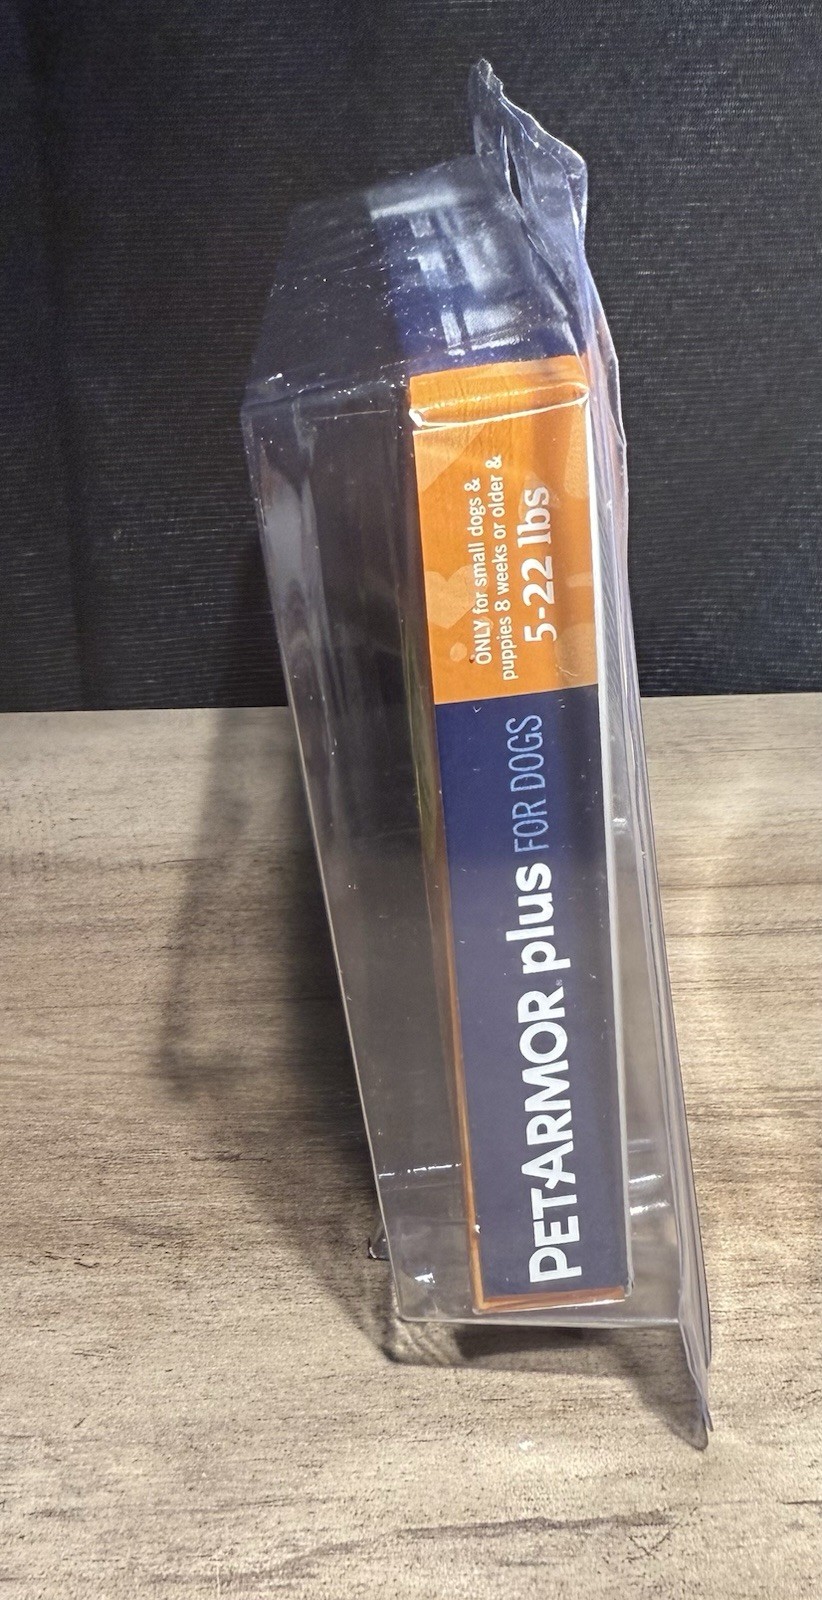 PETARMOR® plus FOR DOGS
ONLY for small dogs &
puppies 8 weeks or older &
5-22 lbs